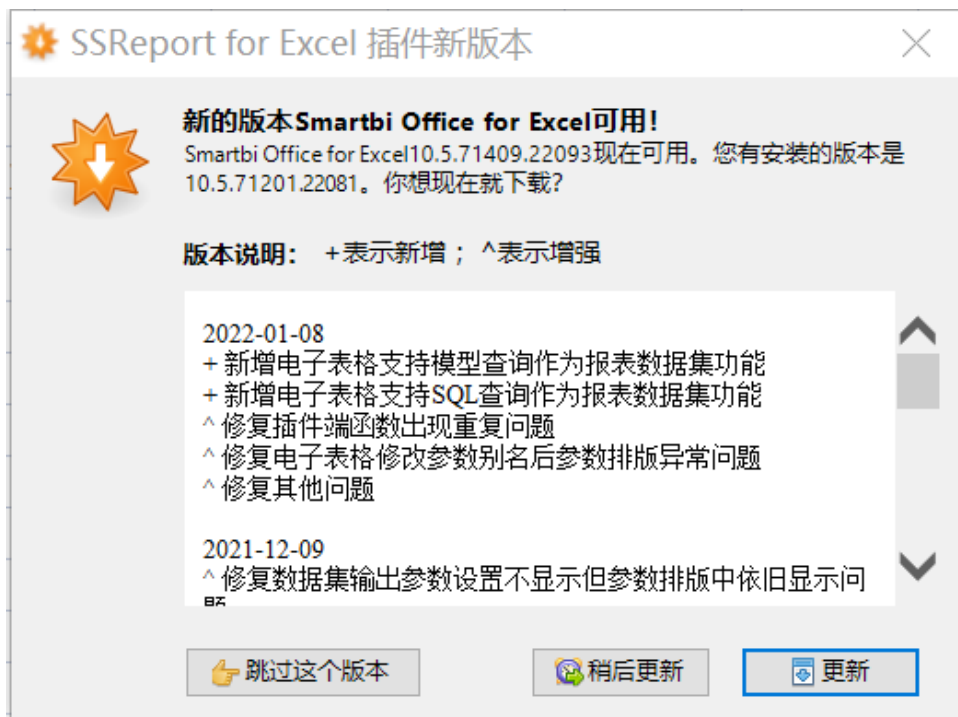 SSReport for Excel 插件新版本
新的版本Smartbi Office for Excel可用！
Smartbi Office for Excel10.5.71409.22093现在可用。您有安装的版本是
10.5.71201.22081。你想现在就下载?
版本说明： +表示新增 ；^表示增强
2022-01-08
+ 新增电子表格支持模型查询作为报表数据集功能
+ 新增电子表格支持SQL查询作为报表数据集功能
^ 修复插件端函数出现重复问题
^ 修复电子表格修改参数别名后参数排版异常问题
^ 修复其他问题
2021-12-09
^ 修复数据集输出参数设置不显示但参数排版中依旧显示问
跳过这个版本
稍后更新
更新